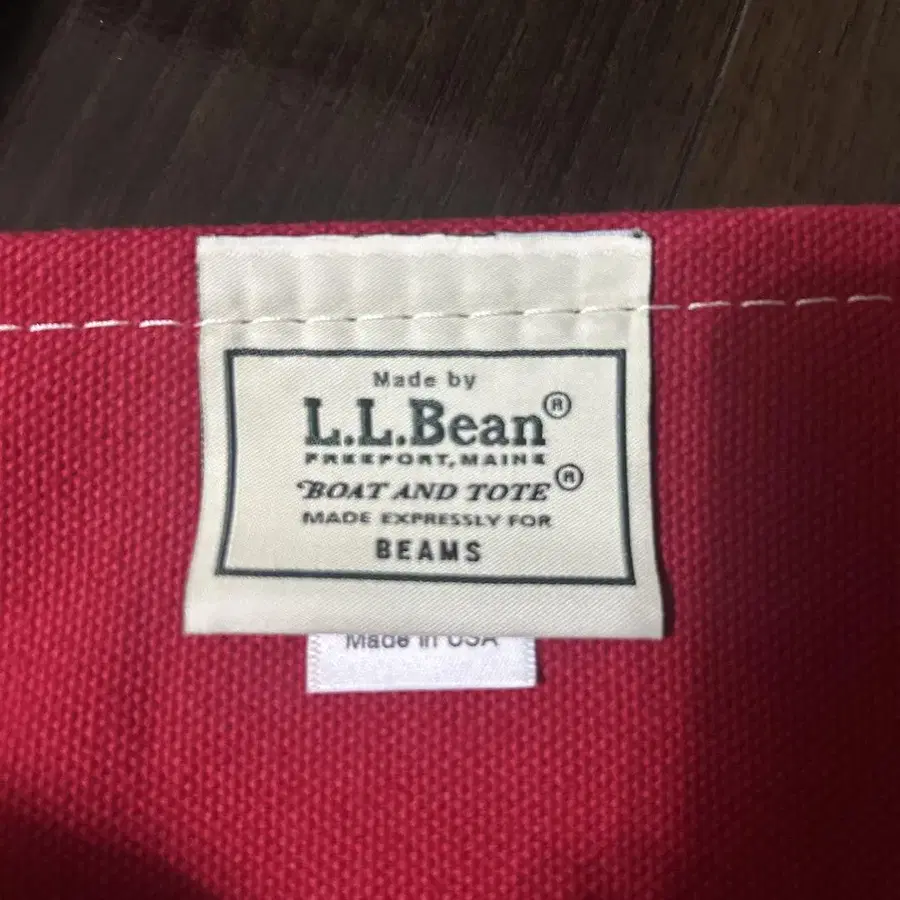 Made by
L.L.Bean®
FREEPORT, MAINE
BOAT AND TOTE®
MADE EXPRESSLY FOR
BEAMS
Made in USA